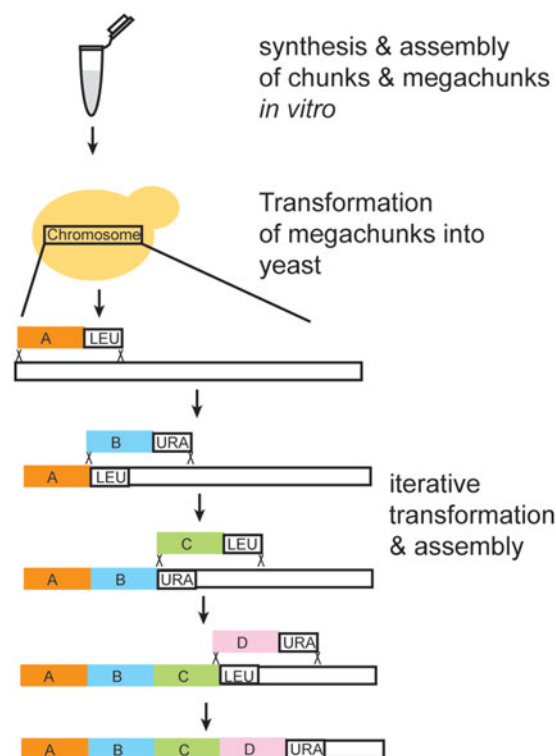 synthesis & assembly
of chunks & megachunks
in vitro
Transformation
of megachunks into
yeast
Chromosome
A LEU
B URA
A LEU
iterative
transformation
& assembly
C LEU
A B URA
D URA
A B C LEU
A B C D URA